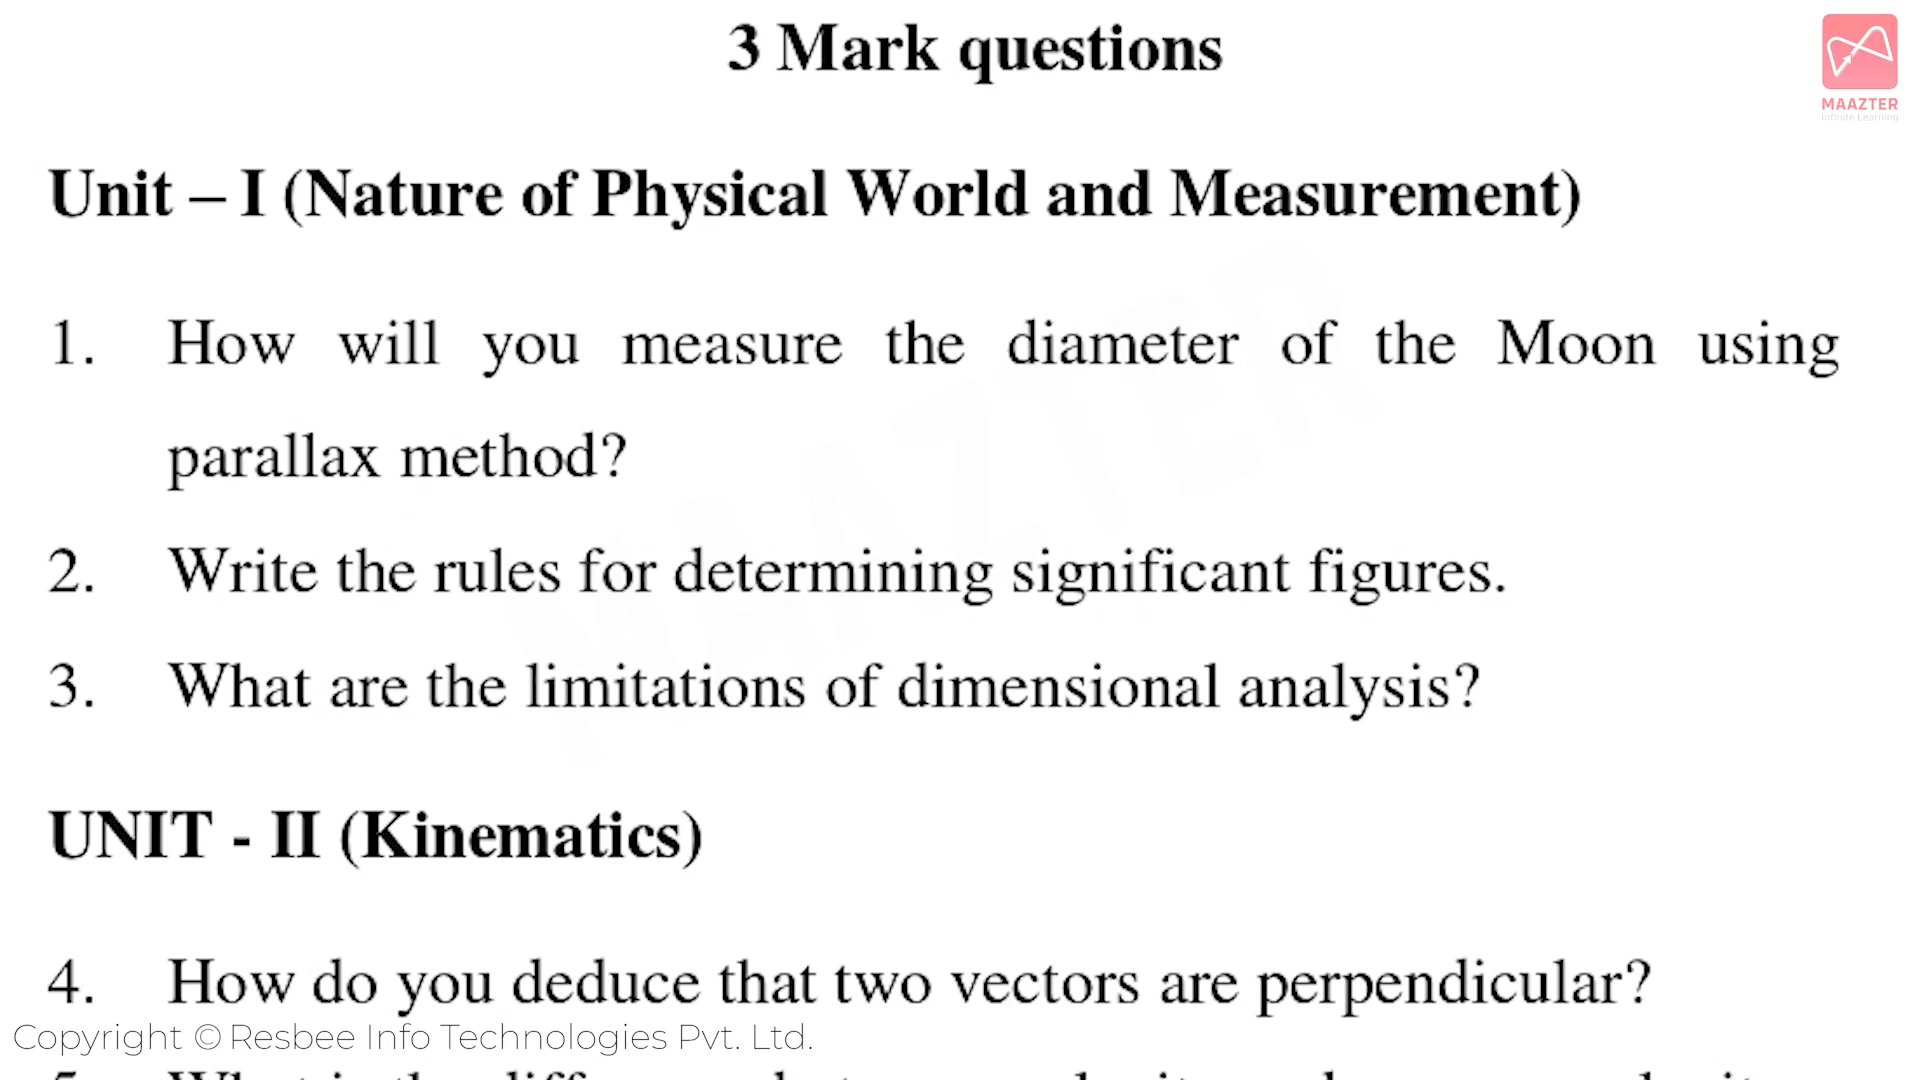 3 Mark questions
MAAZTER
Infinite Learning
Unit – I (Nature of Physical World and Measurement)
1. How will you measure the diameter of the Moon using
parallax method?
2. Write the rules for determining significant figures.
3. What are the limitations of dimensional analysis?
MAAZTER
UNIT - II (Kinematics)
4. How do you deduce that two vectors are perpendicular?
Copyright © Resbee Info Technologies Pvt. Ltd.